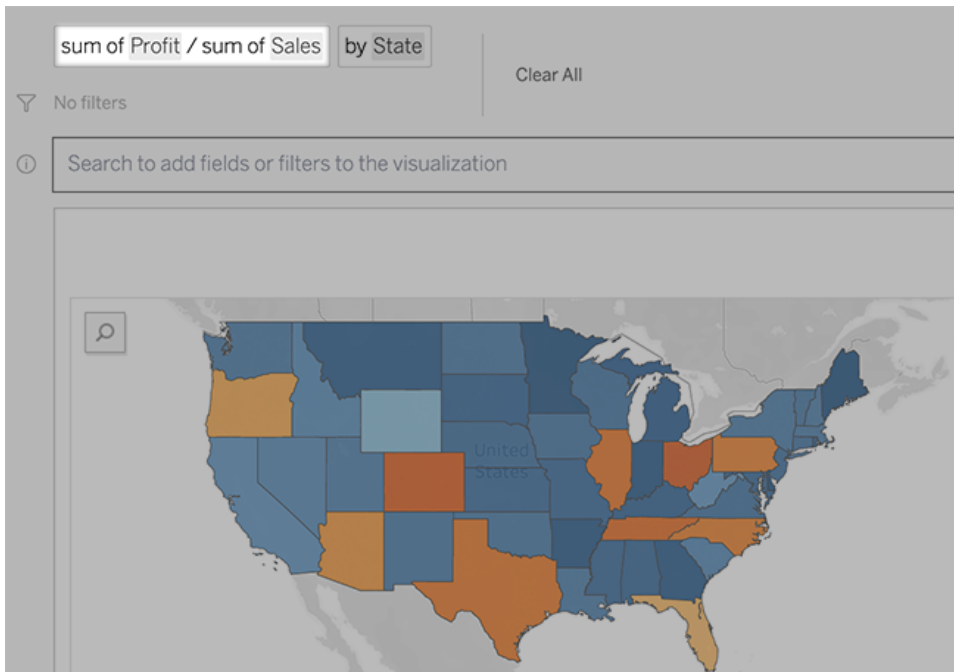 sum of Profit / sum of Sales by State
Clear All
No filters
Search to add fields or filters to the visualization
United
States